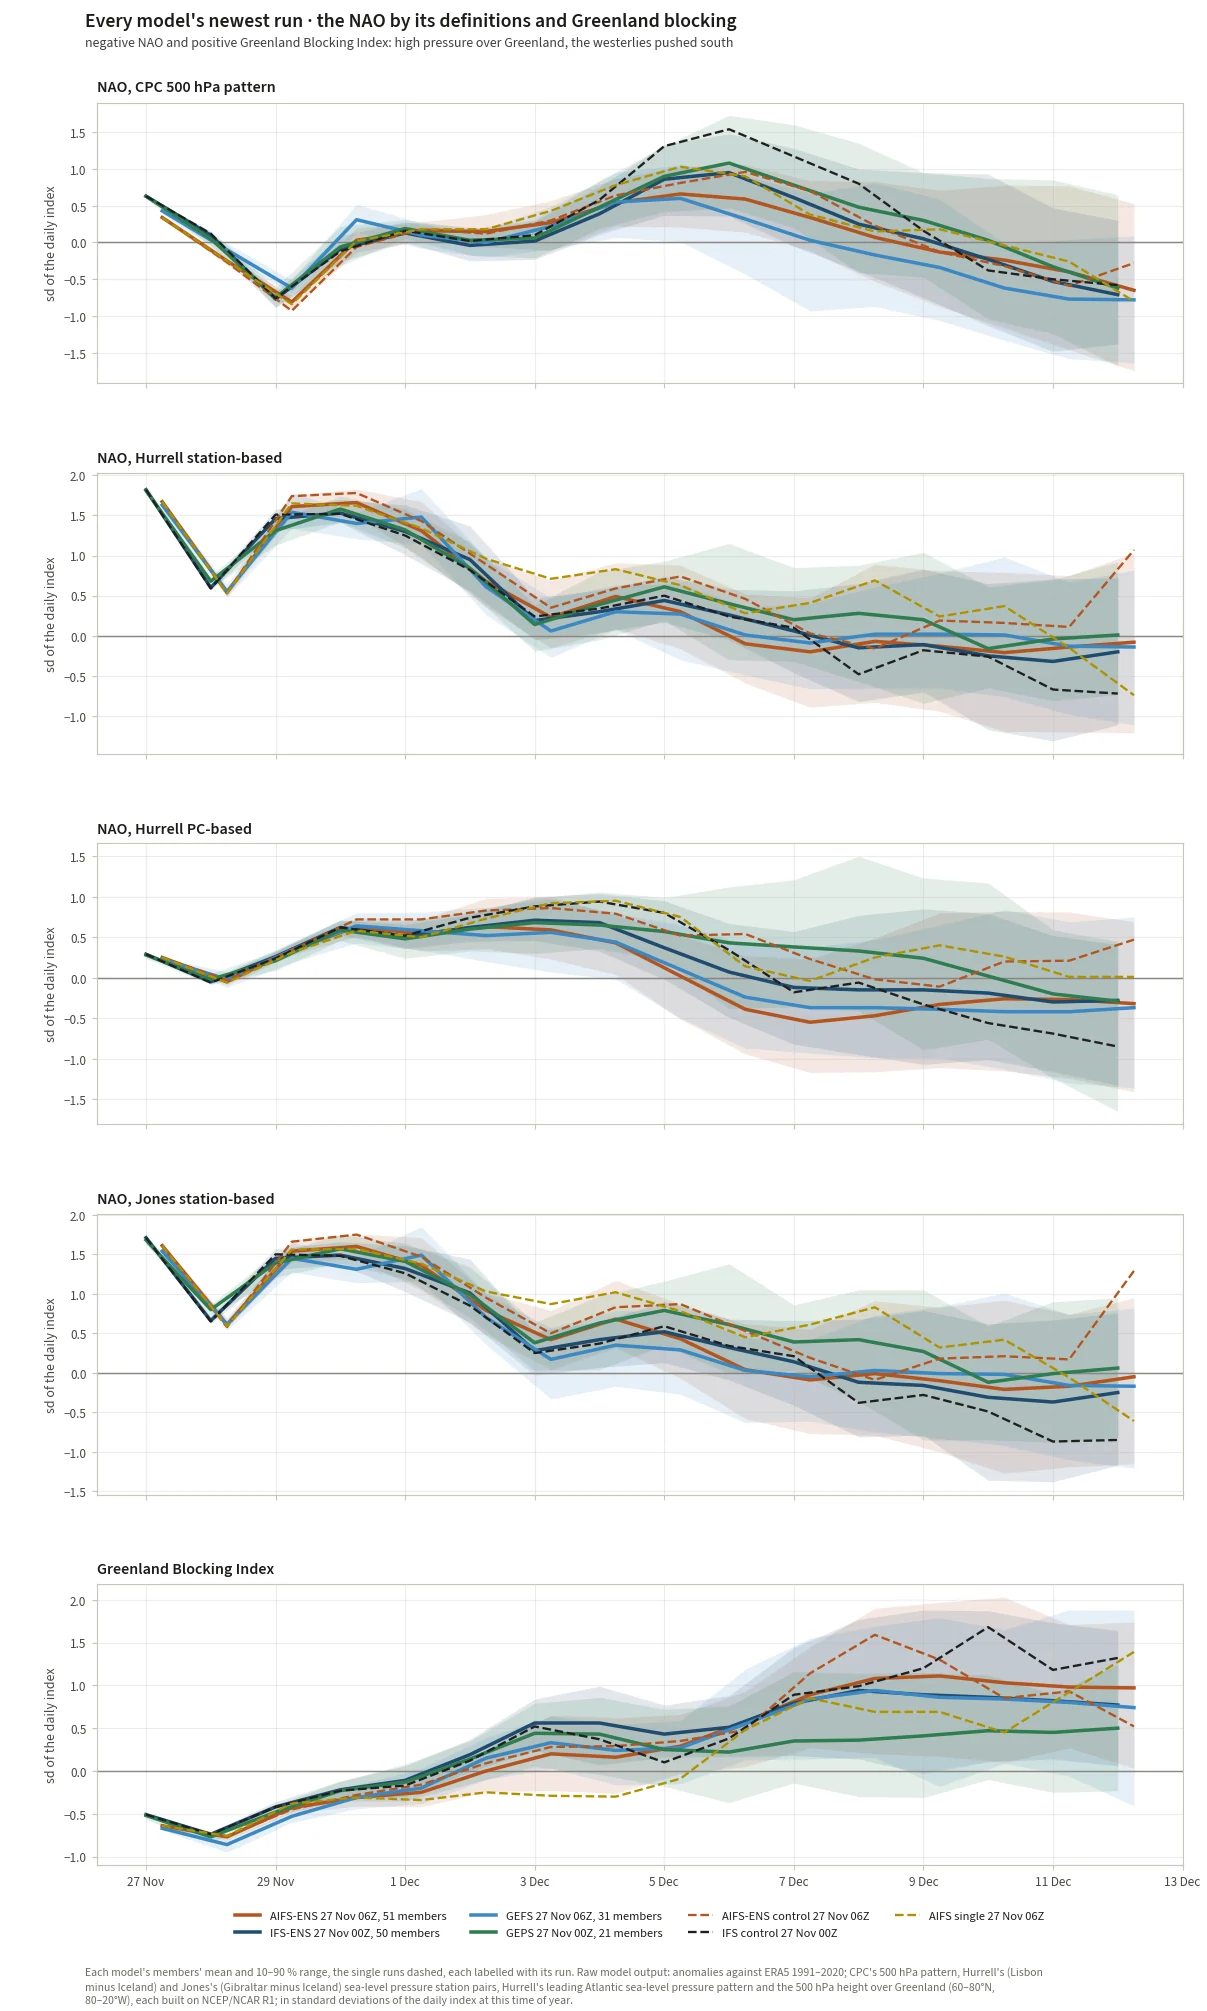 Every model's newest run · the NAO by its definitions and Greenland blocking
negative NAO and positive Greenland Blocking Index: high pressure over Greenland, the westerlies pushed south
NAO, CPC 500 hPa pattern
sd of the daily index
1.5
1.0
0.5
0.0
−0.5
−1.0
−1.5
NAO, Hurrell station-based
sd of the daily index
2.0
1.5
1.0
0.5
0.0
−0.5
−1.0
NAO, Hurrell PC-based
sd of the daily index
1.5
1.0
0.5
0.0
−0.5
−1.0
−1.5
NAO, Jones station-based
sd of the daily index
2.0
1.5
1.0
0.5
0.0
−0.5
−1.0
−1.5
Greenland Blocking Index
sd of the daily index
2.0
1.5
1.0
0.5
0.0
−0.5
−1.0
27 Nov 29 Nov 1 Dec 3 Dec 5 Dec 7 Dec 9 Dec 11 Dec 13 Dec
AIFS-ENS 27 Nov 06Z, 51 members GEFS 27 Nov 06Z, 31 members AIFS-ENS control 27 Nov 06Z AIFS single 27 Nov 06Z
IFS-ENS 27 Nov 00Z, 50 members GEPS 27 Nov 00Z, 21 members IFS control 27 Nov 00Z
Each model's members' mean and 10–90 % range, the single runs dashed, each labelled with its run. Raw model output: anomalies against ERA5 1991–2020; CPC's 500 hPa pattern, Hurrell's (Lisbon
minus Iceland) and Jones's (Gibraltar minus Iceland) sea-level pressure station pairs, Hurrell's leading Atlantic sea-level pressure pattern and the 500 hPa height over Greenland (60–80°N,
80–20°W), each built on NCEP/NCAR R1; in standard deviations of the daily index at this time of year.